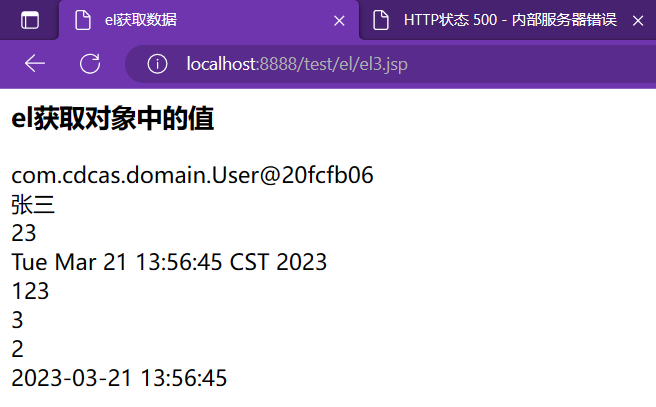 el获取数据
HTTP状态 500 - 内部服务器错误
localhost:8888/test/el/el3.jsp
el获取对象中的值
com.cdcas.domain.User@20fcfb06
张三
23
Tue Mar 21 13:56:45 CST 2023
123
3
2
2023-03-21 13:56:45